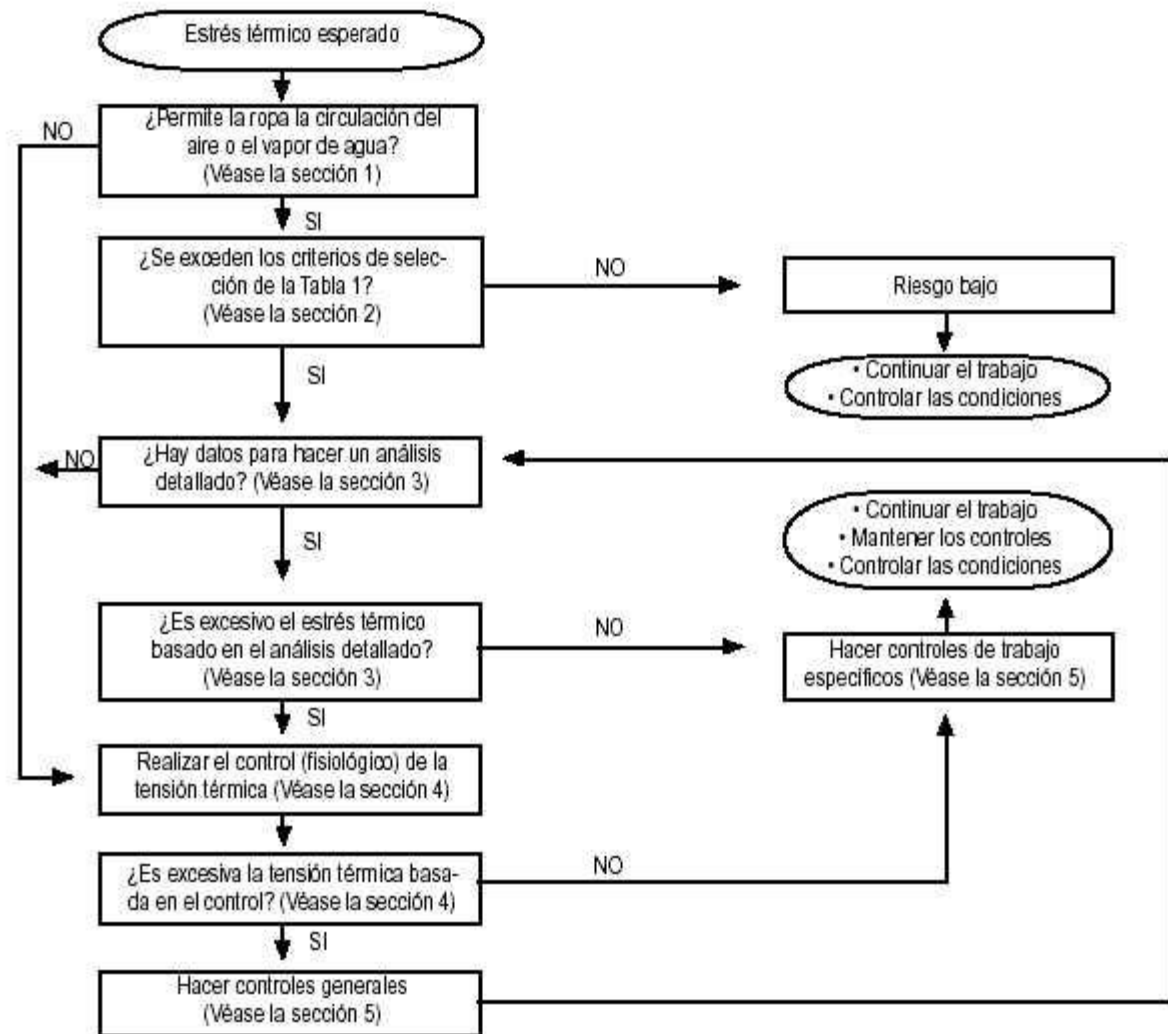 Estrés térmico esperado
¿Permite la ropa la circulación del
aire o el vapor de agua?
(Véase la sección 1)
NO
SI
¿Se exceden los criterios de selec-
ción de la Tabla 1?
(Véase la sección 2)
NO
Riesgo bajo
• Continuar el trabajo
• Controlar las condiciones
SI
¿Hay datos para hacer un análisis
detallado? (Véase la sección 3)
NO
SI
• Continuar el trabajo
• Mantener los controles
• Controlar las condiciones
¿Es excesivo el estrés térmico
basado en el análisis detallado?
(Véase la sección 3)
NO
Hacer controles de trabajo
específicos (Véase la sección 5)
SI
Realizar el control (fisiológico) de la
tensión térmica (Véase la sección 4)
¿Es excesiva la tensión térmica basa-
da en el control? (Véase la sección 4)
NO
SI
Hacer controles generales
(Véase la sección 5)